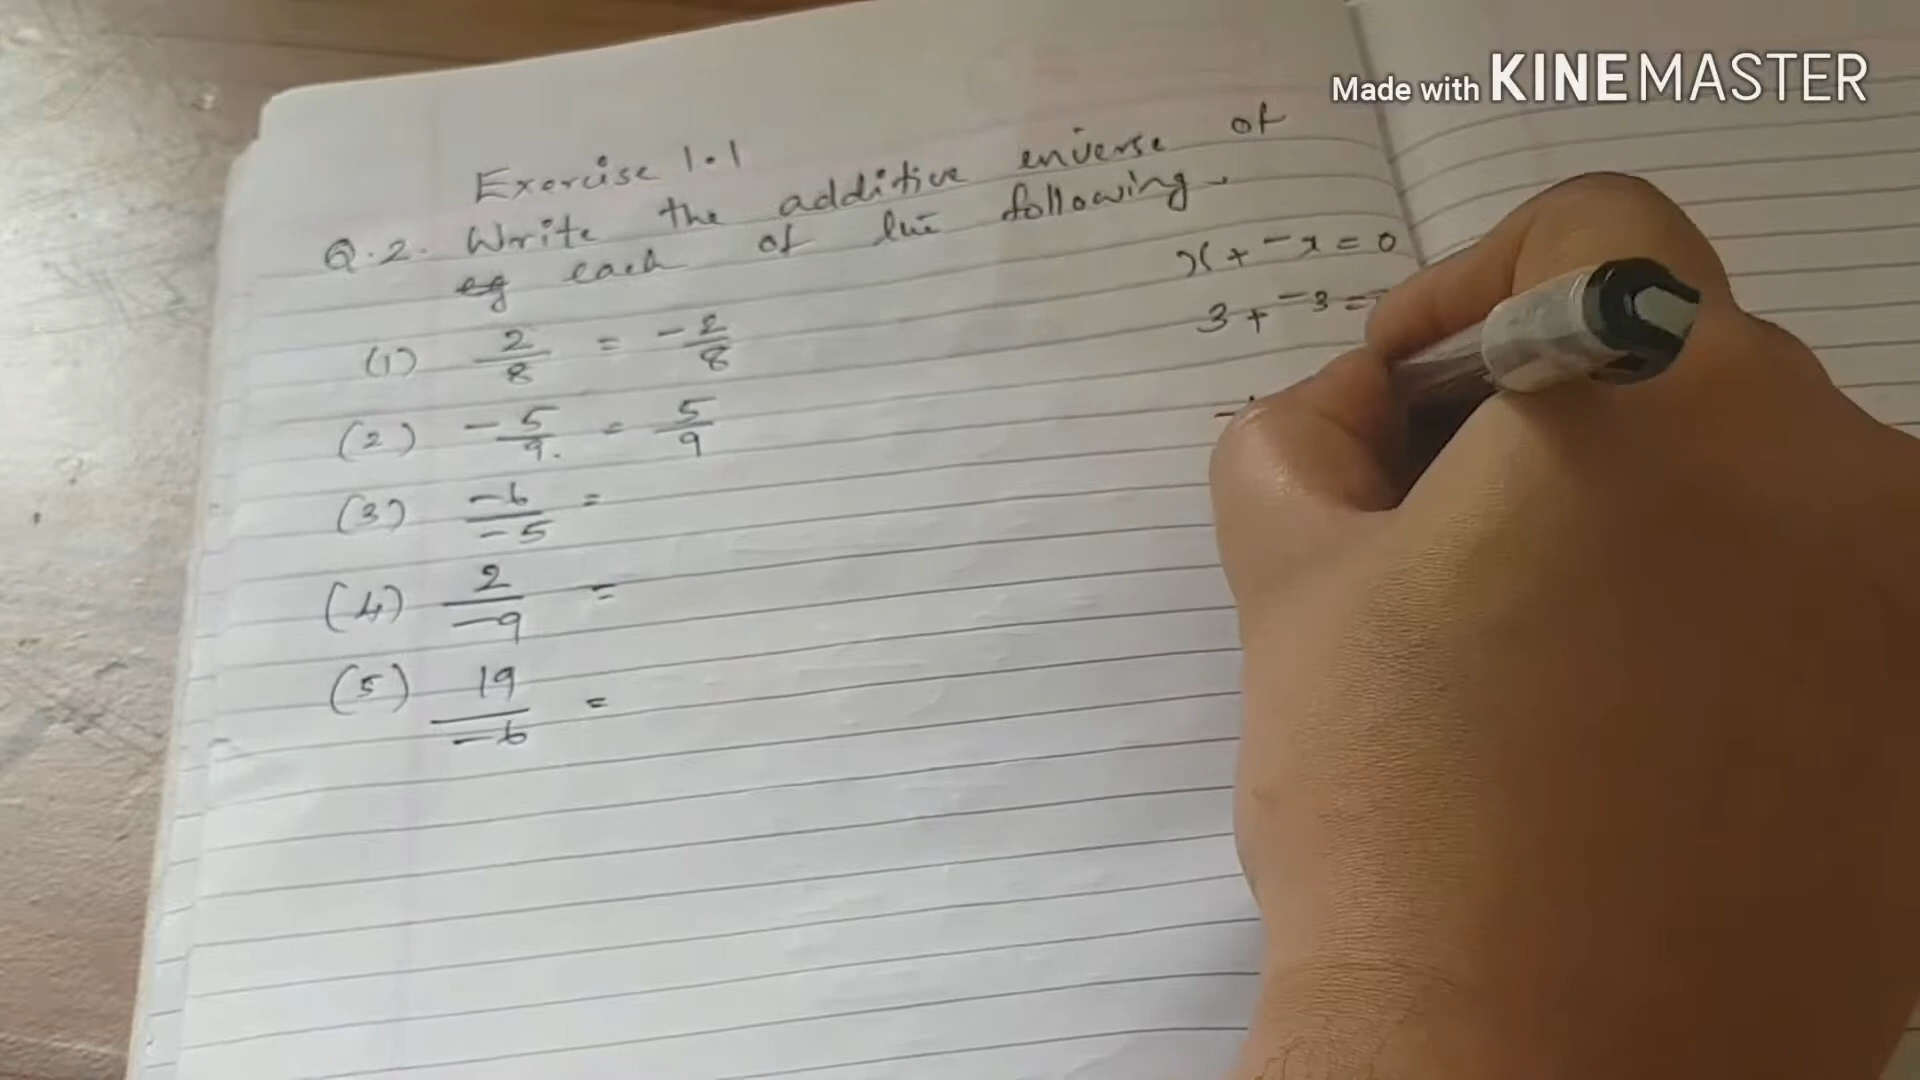 Made with KINEMASTER
Exercise 1.1
Q.2. Write the additive enverse of
eg each of the following.
x + -x = 0
3 + -3 =
(1) 2/8 = -2/8
(2) -5/9. = 5/9
(3) -6/-5 =
(4) 2/-9 =
(5) 19/-6 =